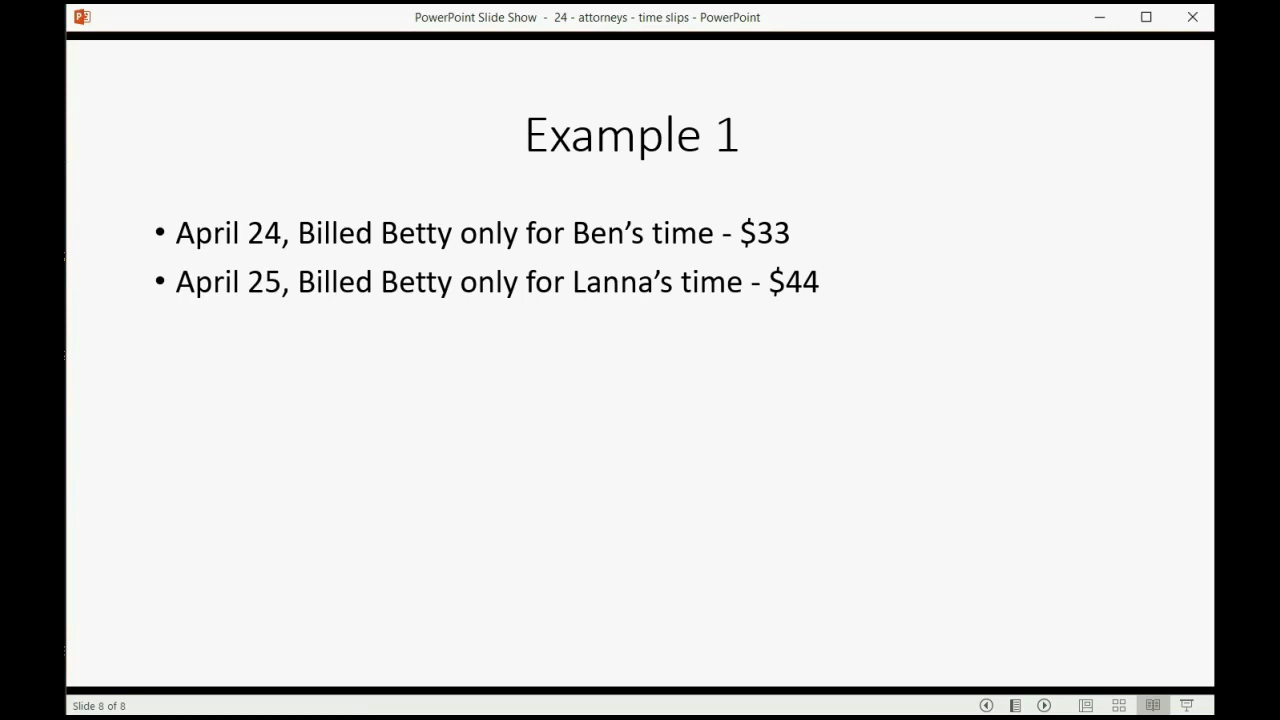 PowerPoint Slide Show - 24 - attorneys - time slips - PowerPoint
Example 1
• April 24, Billed Betty only for Ben’s time - $33
• April 25, Billed Betty only for Lanna’s time - $44
Slide 8 of 8